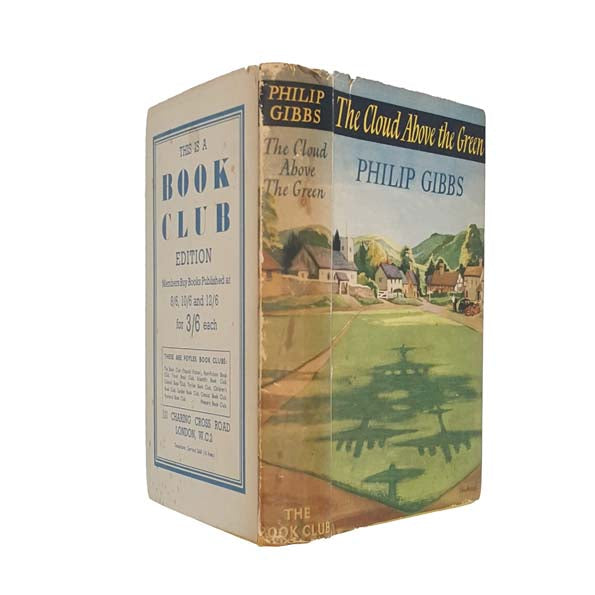 THIS IS A
BOOK
CLUB
EDITION
Members Buy Books Published at
8/6, 10/6 and 12/6
for 3/6 each
THESE ARE FOYLES BOOK CLUBS:
CHARING CROSS ROAD
LONDON, W.C.2
PHILIP
GIBBS
The Cloud
Above
The Green
THE
BOOK CLUB
The Cloud Above the Green
PHILIP GIBBS